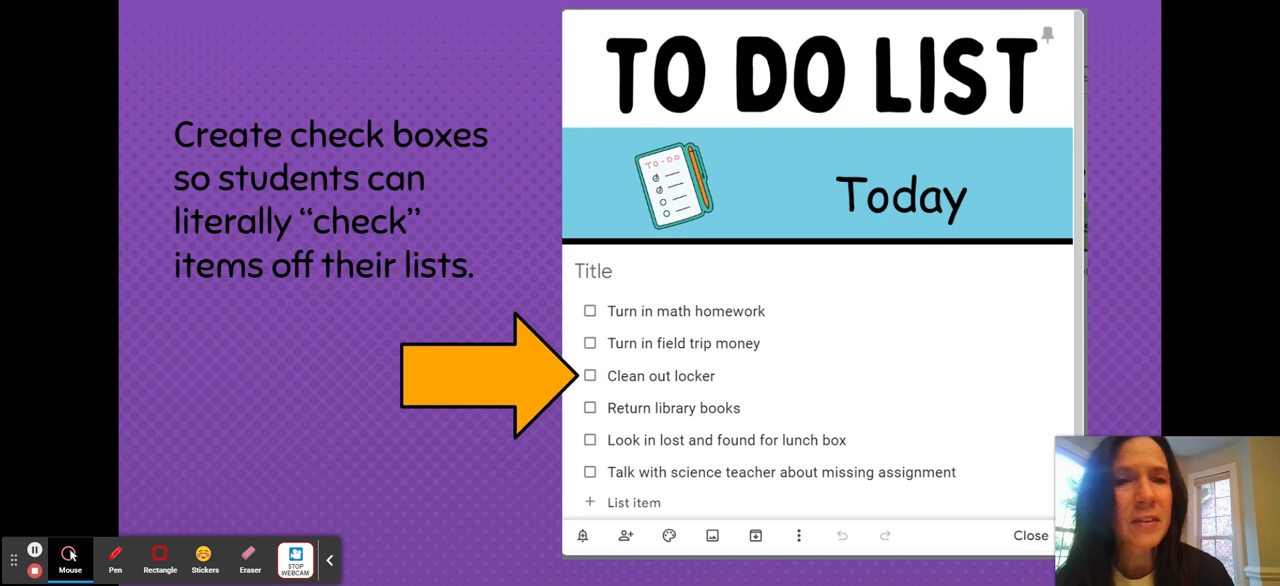 TO DO LIST
Create check boxes
so students can
literally “check”
items off their lists.
TO-DO
Today
Title
Turn in math homework
Turn in field trip money
Clean out locker
Return library books
Look in lost and found for lunch box
Talk with science teacher about missing assignment
+ List item
Close
Mouse
Pen
Rectangle
Stickers
Eraser
STOP
WEBCAM